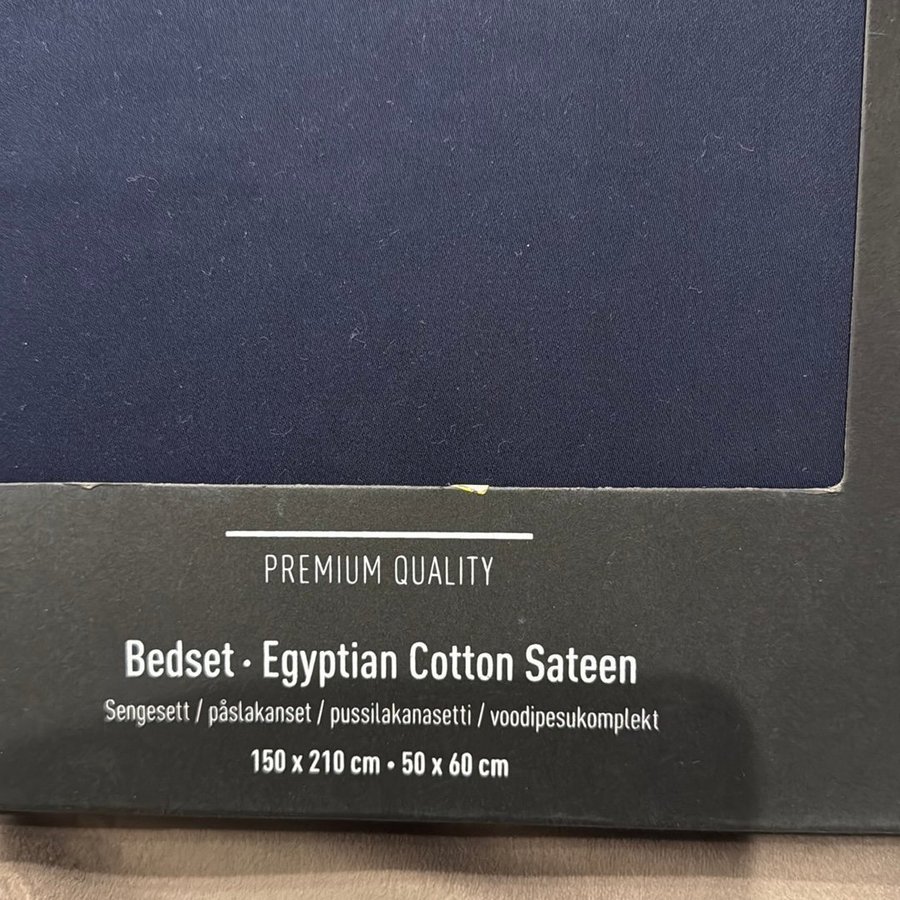 PREMIUM QUALITY
Bedset · Egyptian Cotton Sateen
Sengesett / påslakanset / pussilakanasetti / voodipesukomplekt
150 x 210 cm • 50 x 60 cm